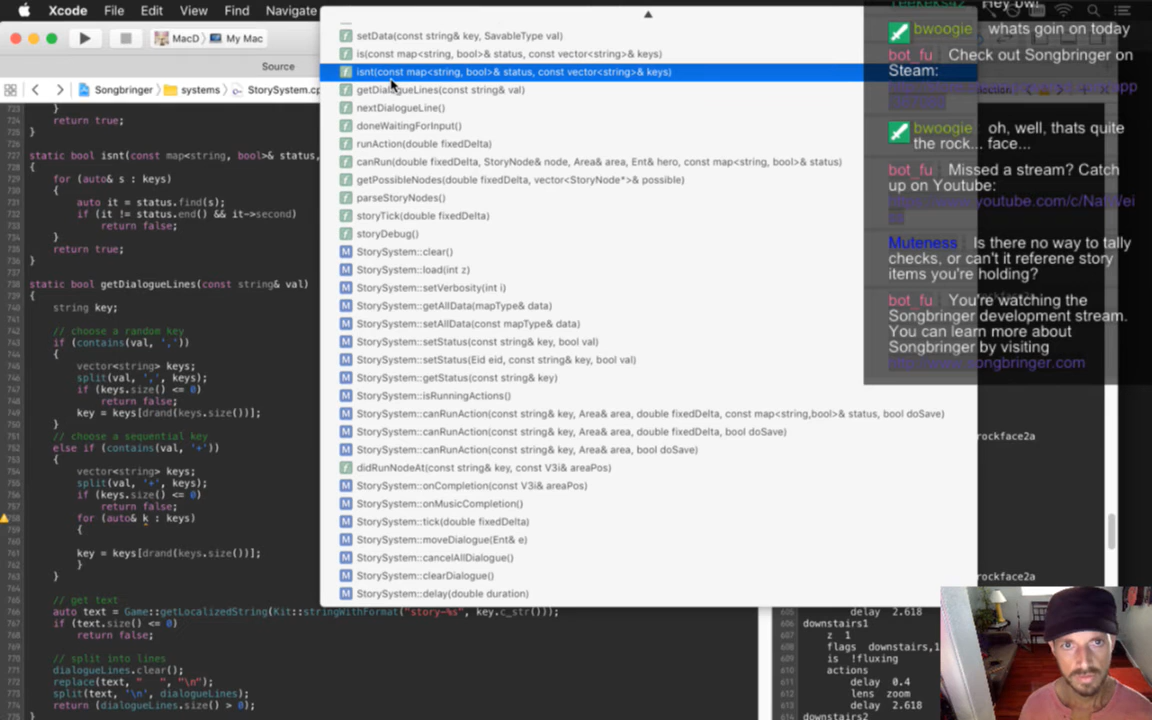 Xcode File Edit View Find Navigate
MacD My Mac
Source
Songbringer systems StorySystem.cp
}
return true;
}
static bool isnt(const map<string, bool>& status,
{
for (auto& s : keys)
{
auto it = status.find(s);
if (it != status.end() && it->second)
return false;
}
return true;
}
static bool getDialogueLines(const string& val)
{
string key;
// choose a random key
if (contains(val, ','))
{
vector<string> keys;
split(val, ',', keys);
if (keys.size() <= 0)
return false;
key = keys[drand(keys.size())];
}
// choose a sequential key
else if (contains(val, '+'))
{
vector<string> keys;
split(val, '+', keys);
if (keys.size() <= 0)
return false;
for (auto& k : keys)
{
key = keys[drand(keys.size())];
}
}
// get text
auto text = Game::getLocalizedString(Kit::stringWithFormat("story-%s", key.c_str()));
if (text.size() <= 0)
return false;
// split into lines
dialogueLines.clear();
replace(text, " ", "\n");
split(text, '\n', dialogueLines);
return (dialogueLines.size() > 0);
setData(const string& key, SavableType val)
is(const map<string, bool>& status, const vector<string>& keys)
isnt(const map<string, bool>& status, const vector<string>& keys)
getDialogueLines(const string& val)
nextDialogueLine()
doneWaitingForInput()
runAction(double fixedDelta)
canRun(double fixedDelta, StoryNode& node, Area& area, Ent& hero, const map<string, bool>& status)
getPossibleNodes(double fixedDelta, vector<StoryNode*>& possible)
parseStoryNodes()
storyTick(double fixedDelta)
storyDebug()
StorySystem::clear()
StorySystem::load(int z)
StorySystem::setVerbosity(int i)
StorySystem::getAllData(mapType& data)
StorySystem::setAllData(const mapType& data)
StorySystem::setStatus(const string& key, bool val)
StorySystem::setStatus(Eid eid, const string& key, bool val)
StorySystem::getStatus(const string& key)
StorySystem::isRunningActions()
StorySystem::canRunAction(const string& key, Area& area, double fixedDelta, const map<string,bool>& status, bool doSave)
StorySystem::canRunAction(const string& key, Area& area, double fixedDelta, bool doSave)
StorySystem::canRunAction(const string& key, Area& area, bool doSave)
didRunNodeAt(const string& key, const V3i& areaPos)
StorySystem::onCompletion(const V3i& areaPos)
StorySystem::onMusicCompletion()
StorySystem::tick(double fixedDelta)
StorySystem::moveDialogue(Ent& e)
StorySystem::cancelAllDialogue()
StorySystem::clearDialogue()
StorySystem::delay(double duration)
bwoogie whats goin on today
bot_fu Check out Songbringer on
Steam:
bwoogie oh, well, thats quite
the rock... face...
bot_fu Missed a stream? Catch
up on Youtube:
Muteness Is there no way to tally
checks, or can't it referene story
items you're holding?
bot_fu You're watching the
Songbringer development stream.
You can learn more about
Songbringer by visiting
http://www.songbringer.com
rockface2a
rockface2a
605 delay 2.618
606 downstairs1
607 z 1
608 flags downstairs,1
609 is !fluxing
610 actions
611 delay 0.4
612 lens zoom
613 delay 2.618
614 downstairs2